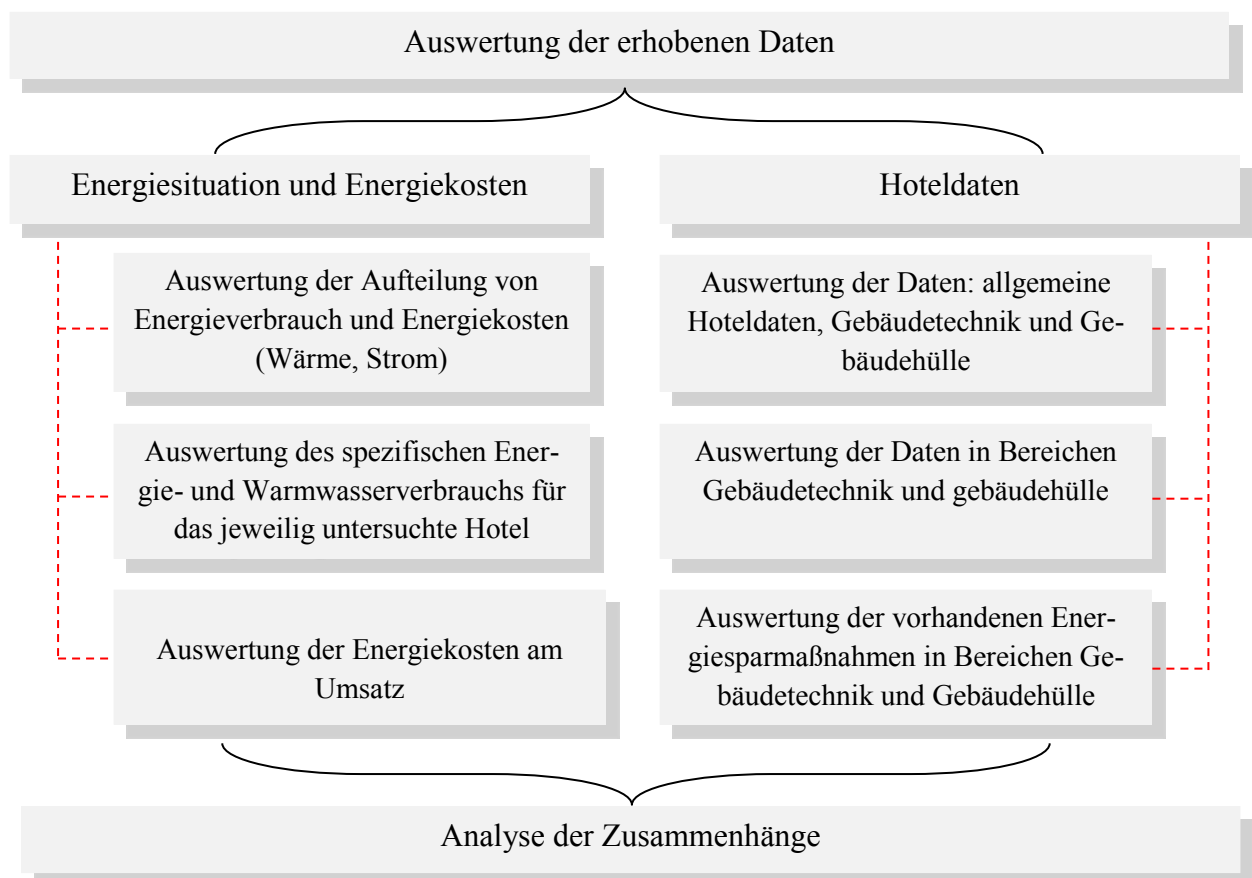 Auswertung der erhobenen Daten
Energiesituation und Energiekosten
Auswertung der Aufteilung von
Energieverbrauch und Energiekosten
(Wärme, Strom)
Auswertung des spezifischen Ener-
gie- und Warmwasserverbrauchs für
das jeweilig untersuchte Hotel
Auswertung der Energiekosten am
Umsatz
Hoteldaten
Auswertung der Daten: allgemeine
Hoteldaten, Gebäudetechnik und Ge-
bäudehülle
Auswertung der Daten in Bereichen
Gebäudetechnik und gebäudehülle
Auswertung der vorhandenen Ener-
giesparmaßnahmen in Bereichen Ge-
bäudetechnik und Gebäudehülle
Analyse der Zusammenhänge